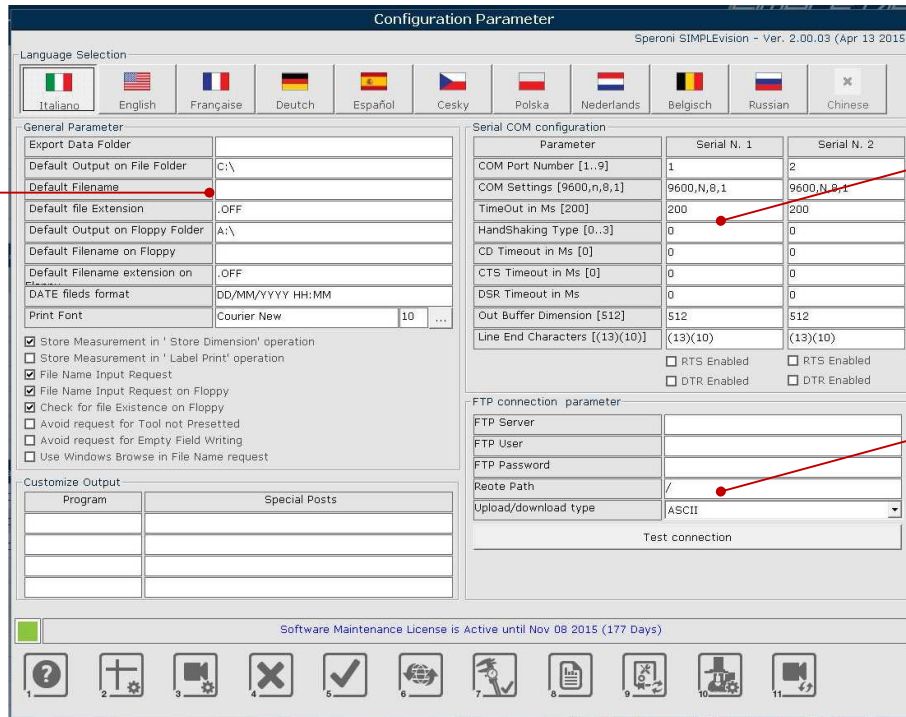 Configuration Parameter
Speroni SIMPLEvision - Ver. 2.00.03 (Apr 13 2015
Language Selection
Italiano English Française Deutch Español Cesky Polska Nederlands Belgisch Russian Chinese
General Parameter
Export Data Folder
Default Output on File Folder C:\
Default Filename
Default file Extension .OFF
Default Output on Floppy Folder A:\
Default Filename on Floppy
Default Filename extension on .OFF
DATE fileds format DD/MM/YYYY HH:MM
Print Font Courier New 10 ...
Store Measurement in ' Store Dimension' operation
Store Measurement in ' Label Print' operation
File Name Input Request
File Name Input Request on Floppy
Check for file Existence on Floppy
Avoid request for Tool not Presetted
Avoid request for Empty Field Writing
Use Windows Browse in File Name request
Customize Output
Program Special Posts
Serial COM configuration
Parameter Serial N. 1 Serial N. 2
COM Port Number [1..9] 1 2
COM Settings [9600,n,8,1] 9600,N,8,1 9600,N,8,1
TimeOut in Ms [200] 200 200
HandShaking Type [0..3] 0 0
CD Timeout in Ms [0] 0 0
CTS Timeout in Ms [0] 0 0
DSR Timeout in Ms 0 0
Out Buffer Dimension [512] 512 512
Line End Characters [(13)(10)] (13)(10) (13)(10)
RTS Enabled RTS Enabled
DTR Enabled DTR Enabled
FTP connection parameter
FTP Server
FTP User
FTP Password
Reote Path /
Upload/download type ASCII
Test connection
Software Maintenance License is Active until Nov 08 2015 (177 Days)
1 2 3 4 5 6 7 8 9 10 11